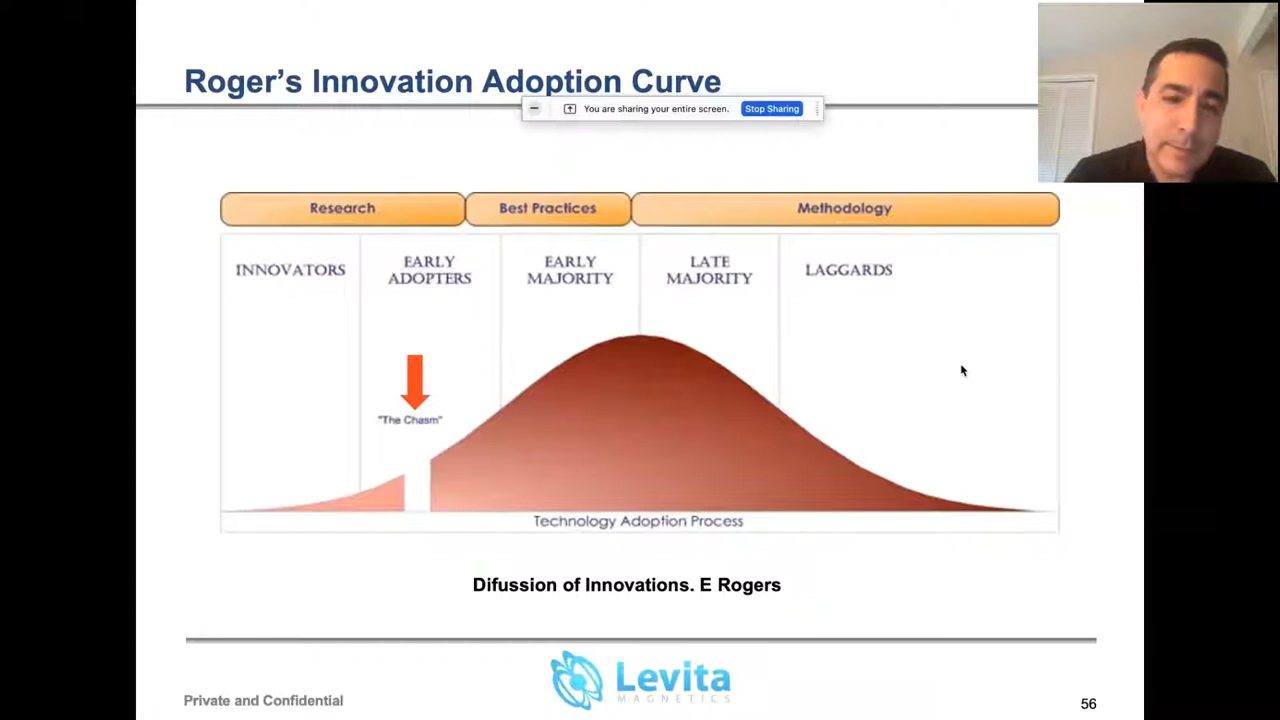 Roger’s Innovation Adoption Curve
You are sharing your entire screen. Stop Sharing
Research Best Practices Methodology
INNOVATORS
EARLY
ADOPTERS
EARLY
MAJORITY
LATE
MAJORITY
LAGGARDS
"The Chasm"
Technology Adoption Process
Difussion of Innovations. E Rogers
Levita
MAGNETICS
Private and Confidential
56